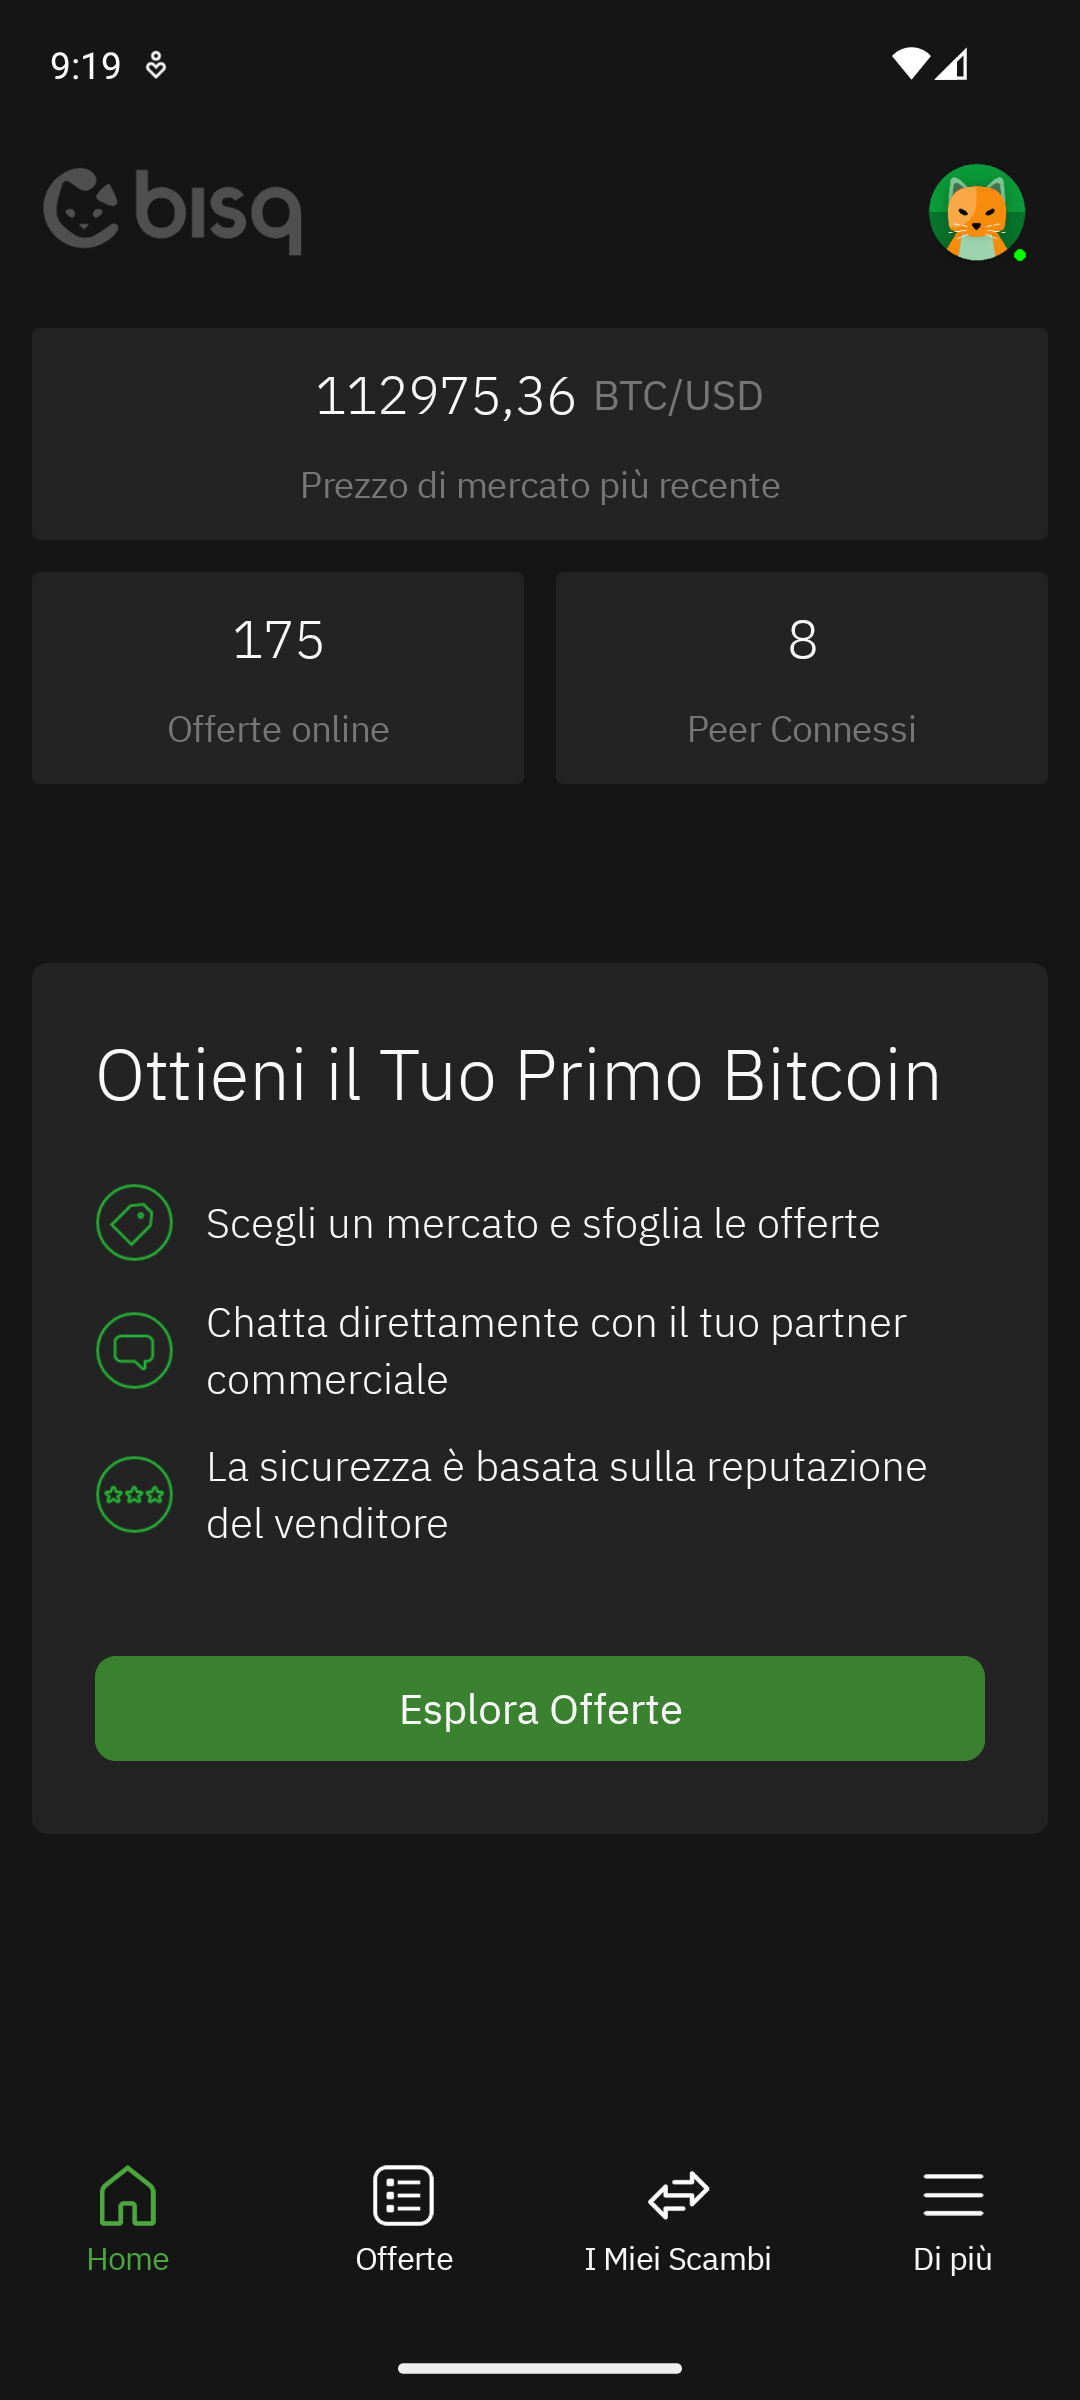 9:19
bisq
112975,36 BTC/USD
Prezzo di mercato più recente
175
Offerte online
8
Peer Connessi
Ottieni il Tuo Primo Bitcoin
Scegli un mercato e sfoglia le offerte
Chatta direttamente con il tuo partner
commerciale
La sicurezza è basata sulla reputazione
del venditore
Esplora Offerte
Home
Offerte
I Miei Scambi
Di più